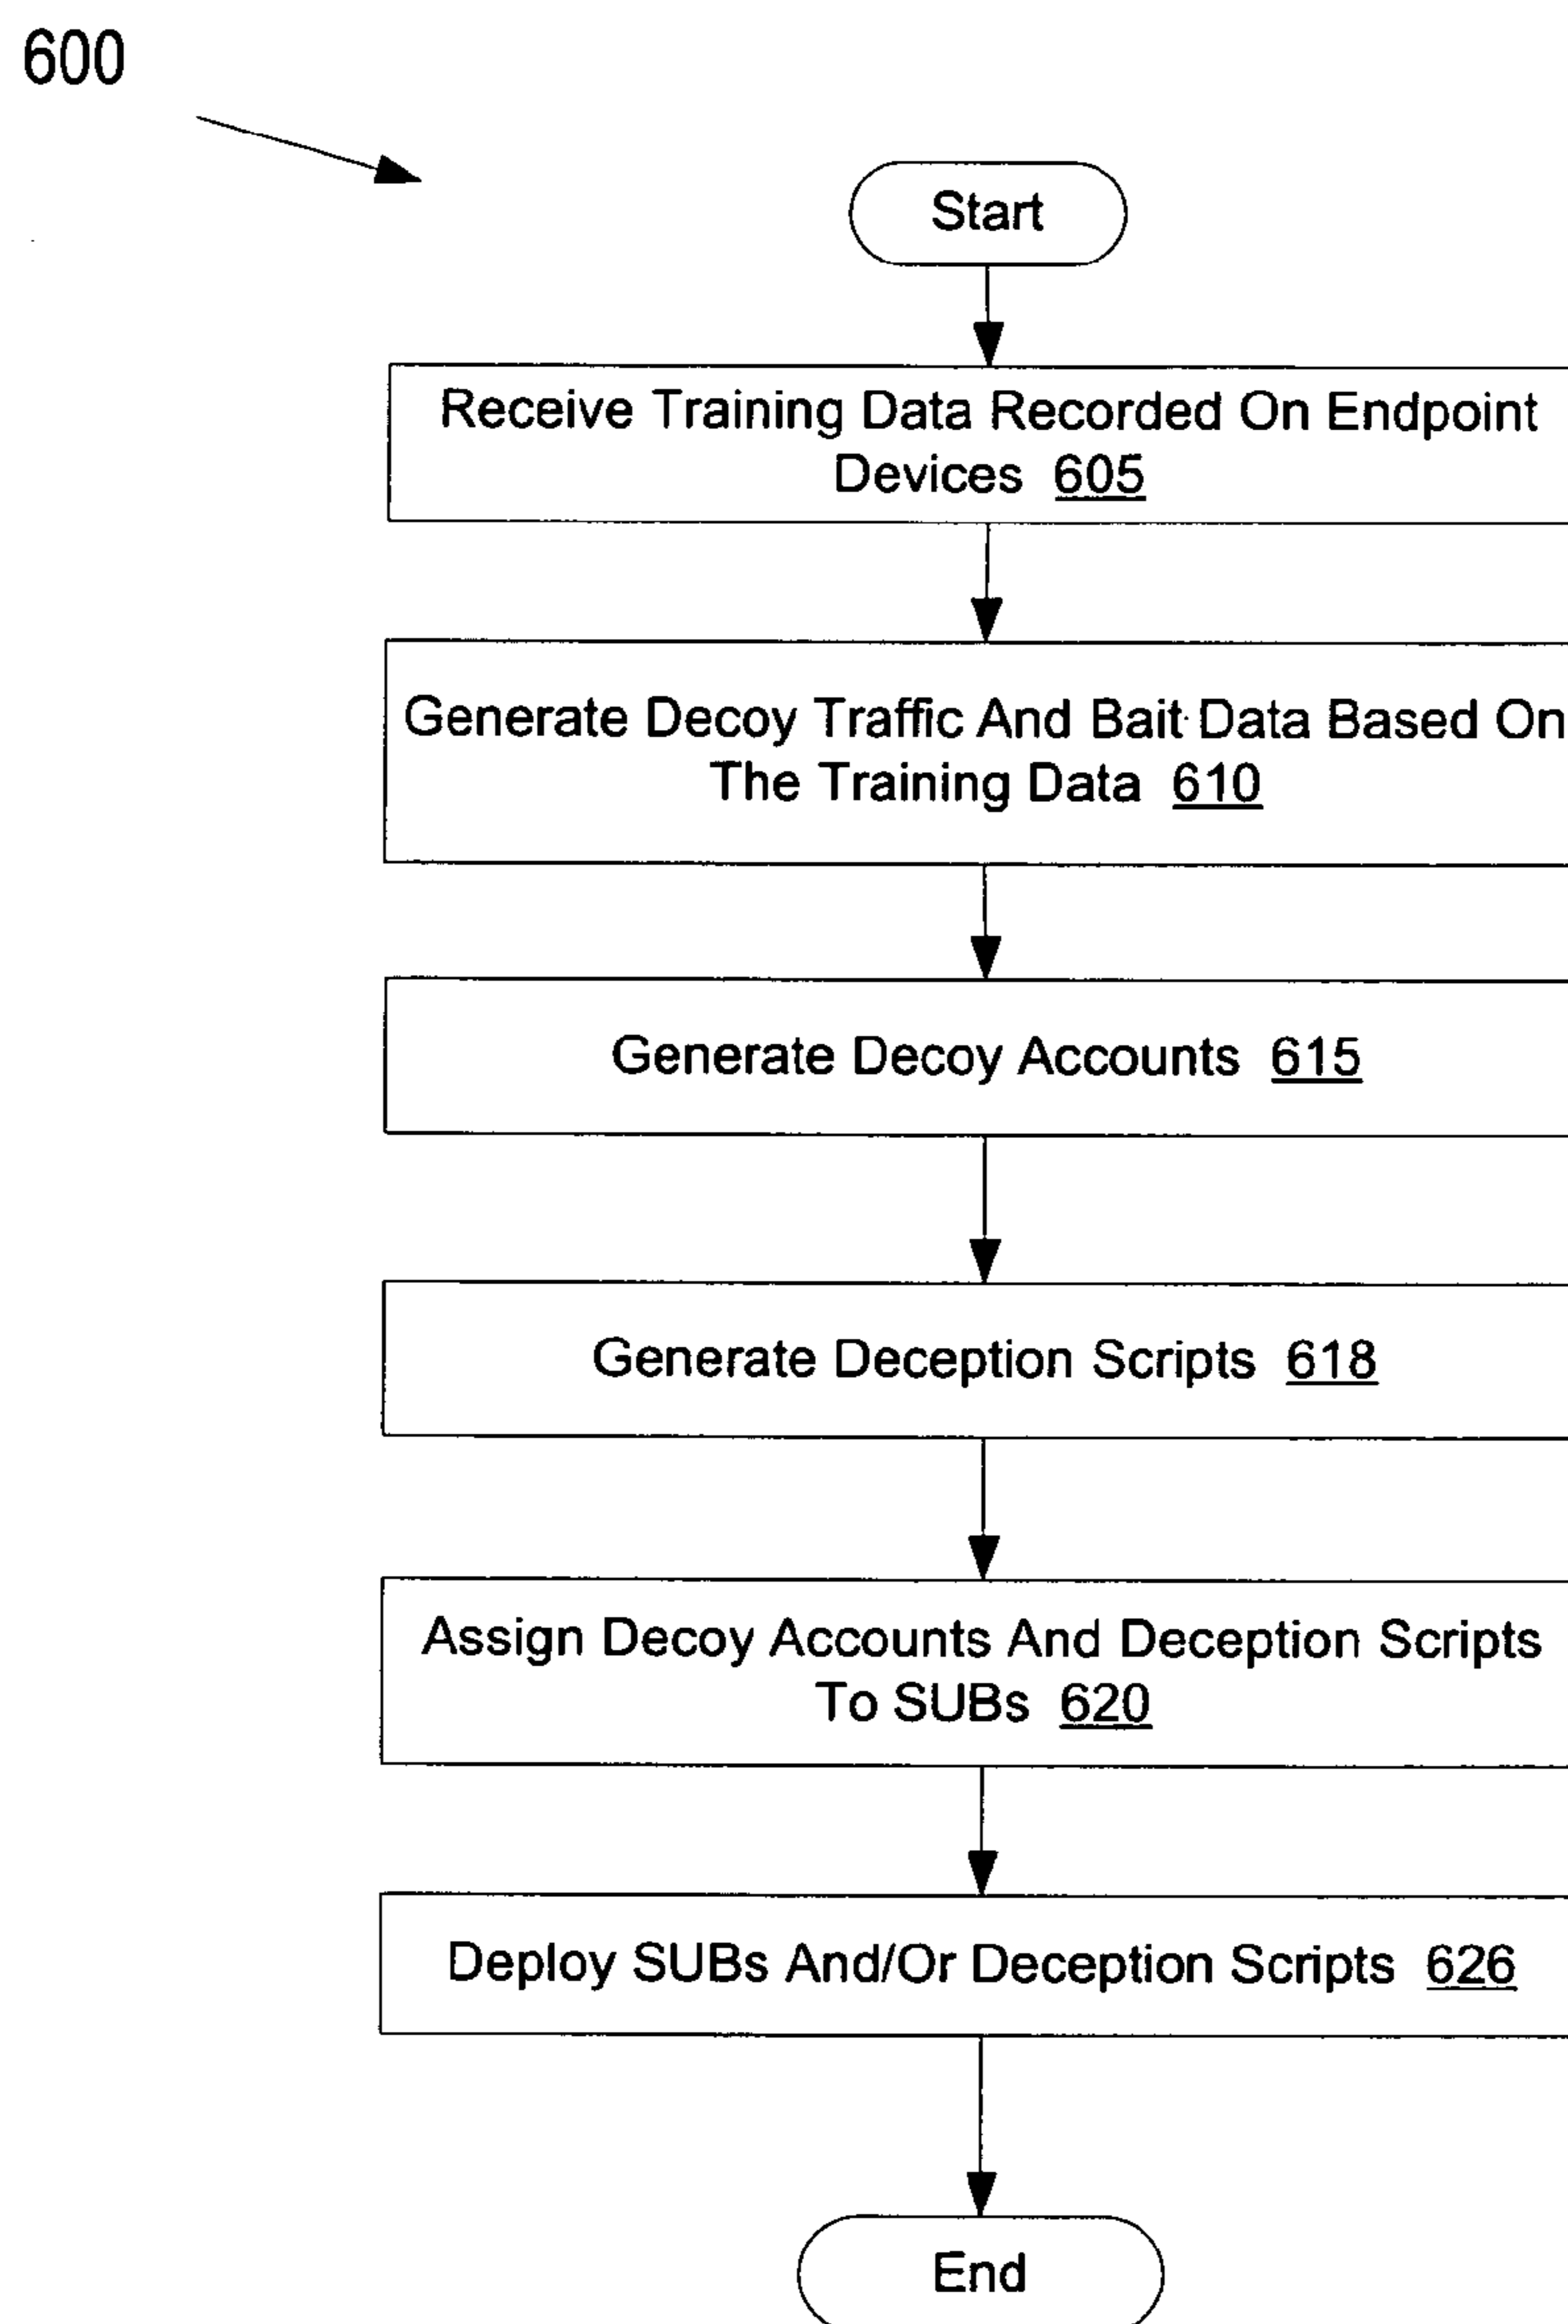 600
Start
Receive Training Data Recorded On Endpoint
Devices 605
Generate Decoy Traffic And Bait Data Based On
The Training Data 610
Generate Decoy Accounts 615
Generate Deception Scripts 618
Assign Decoy Accounts And Deception Scripts
To SUBs 620
Deploy SUBs And/Or Deception Scripts 626
End